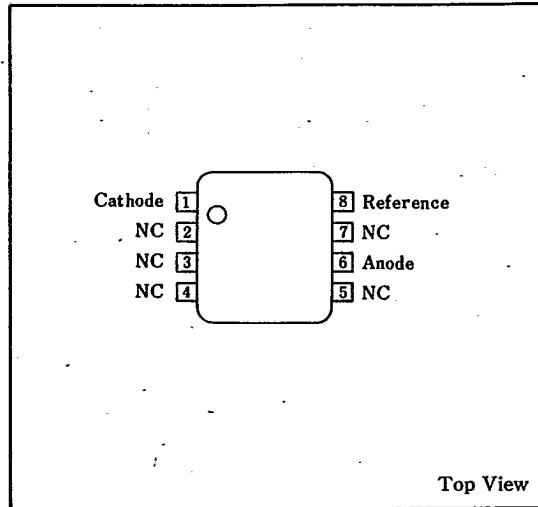 Cathode 1 8 Reference
NC 2 7 NC
NC 3 6 Anode
NC 4 5 NC
Top View